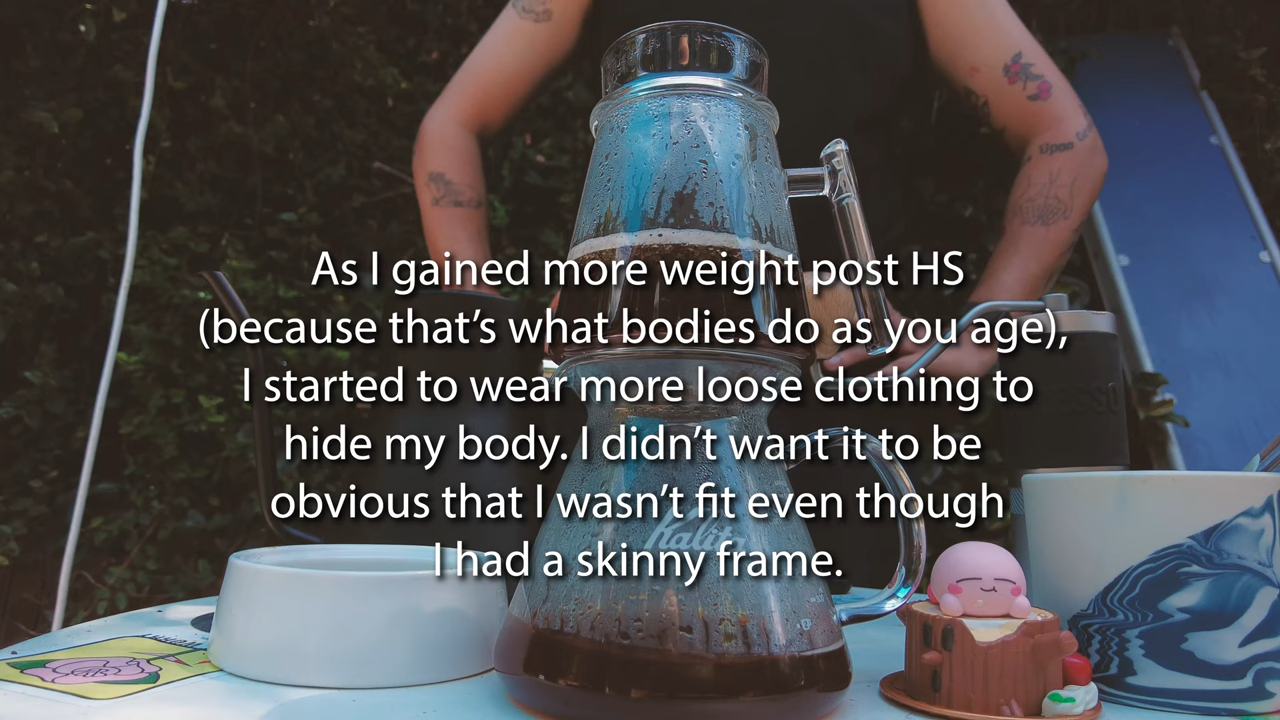 As I gained more weight post HS
(because that’s what bodies do as you age),
I started to wear more loose clothing to
hide my body. I didn’t want it to be
obvious that I wasn’t fit even though
I had a skinny frame.
Kalita
upon